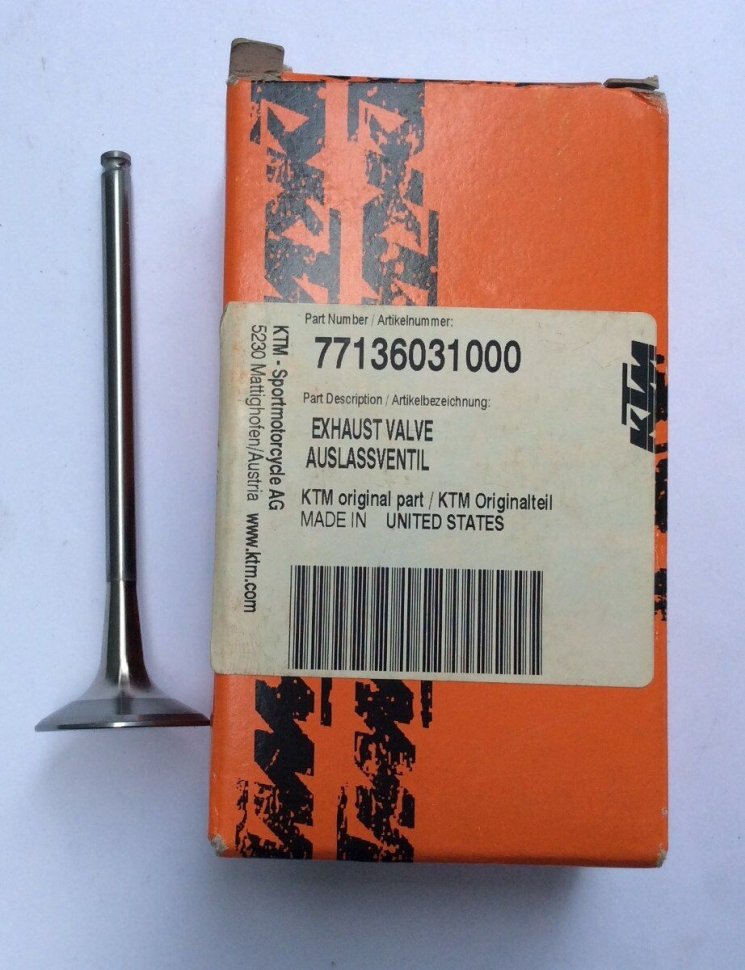 Part Number / Artikelnummer:
77136031000
Part Description / Artikelbezeichnung:
EXHAUST VALVE
AUSLASSVENTIL
KTM original part / KTM Originalteil
MADE IN UNITED STATES
KTM - Sportmotorcycle AG
5230 Mattighofen/Austria www.ktm.com
KTM